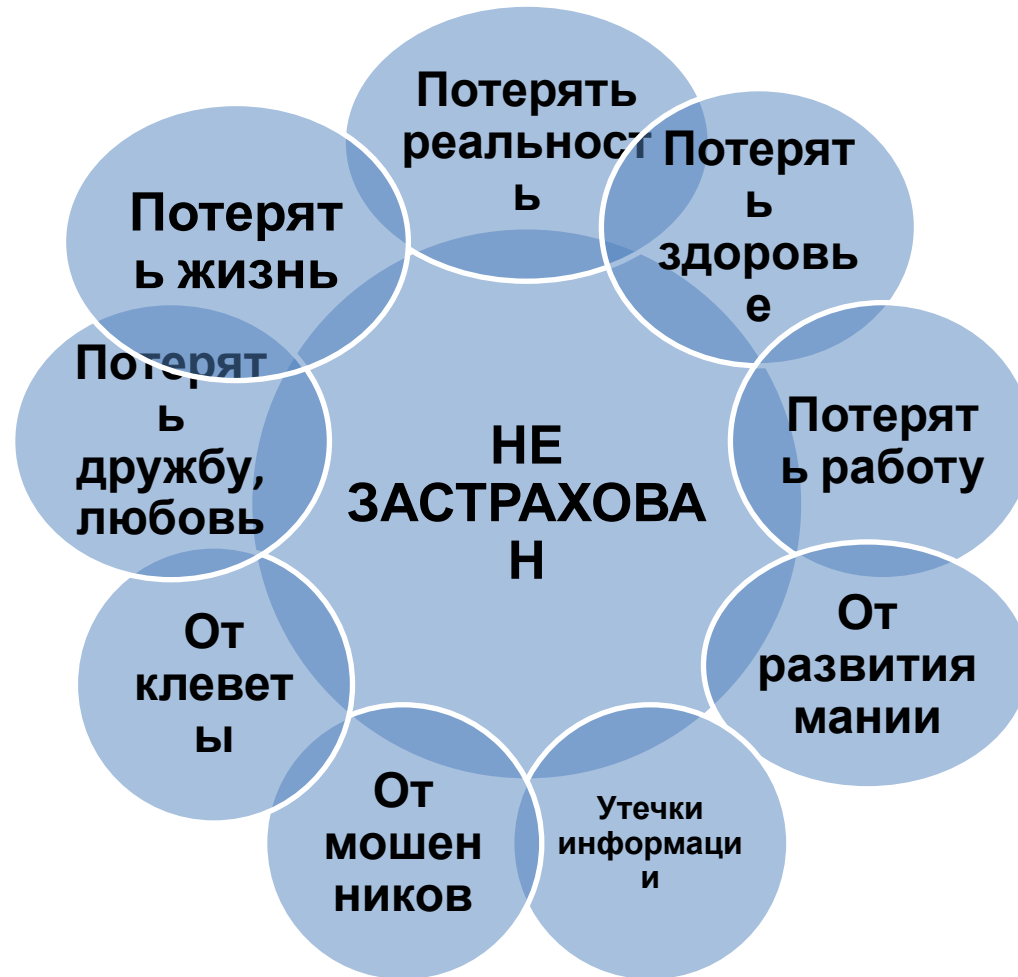 Потерять
реальност
ь
Потерят
ь
здоровь
е
Потерят
ь работу
От
развития
мании
Утечки
информаци
и
От
мошен
ников
От
клевет
ы
Потерят
ь
дружбу,
любовь
Потерят
ь жизнь
НЕ
ЗАСТРАХОВА
Н